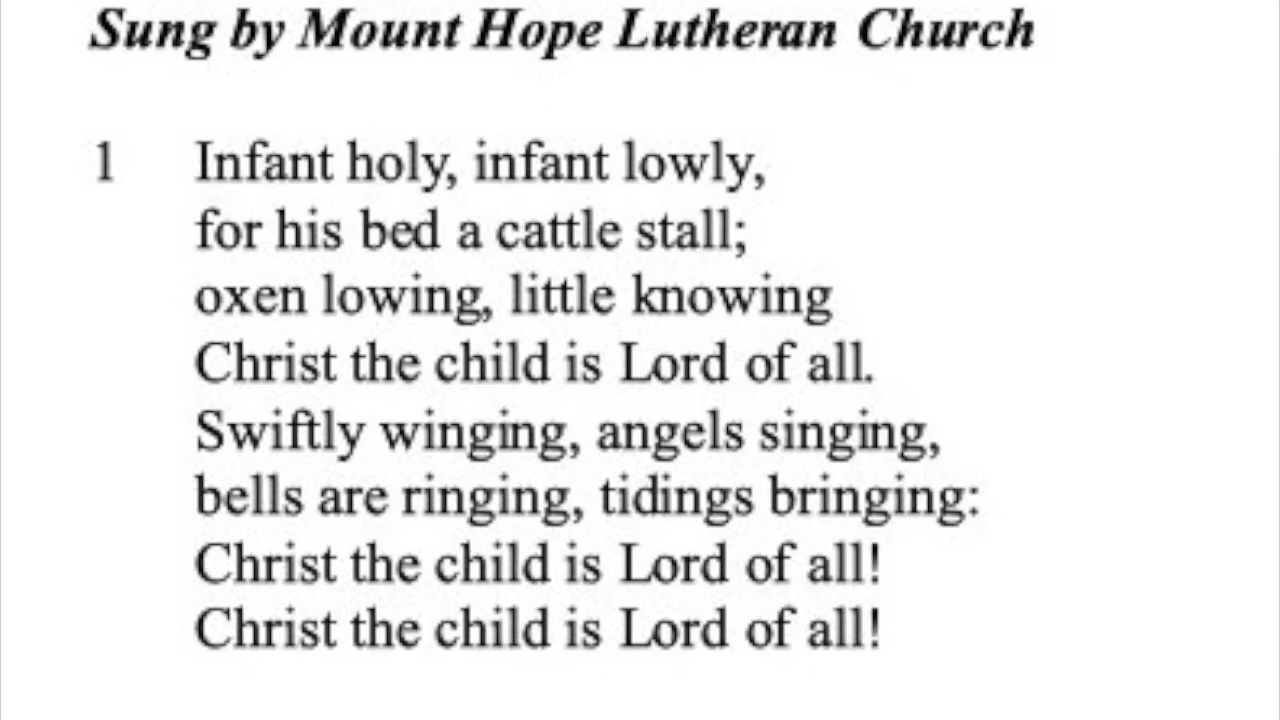 Sung by Mount Hope Lutheran Church
1 Infant holy, infant lowly,
for his bed a cattle stall;
oxen lowing, little knowing
Christ the child is Lord of all.
Swiftly winging, angels singing,
bells are ringing, tidings bringing:
Christ the child is Lord of all!
Christ the child is Lord of all!